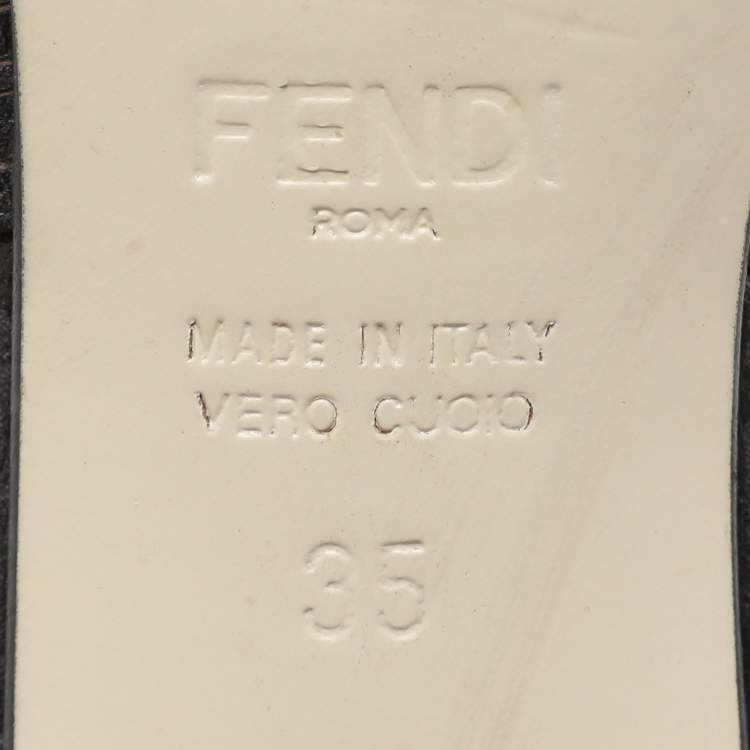 FENDI
ROMA
MADE IN ITALY
VERO CUOIO
35